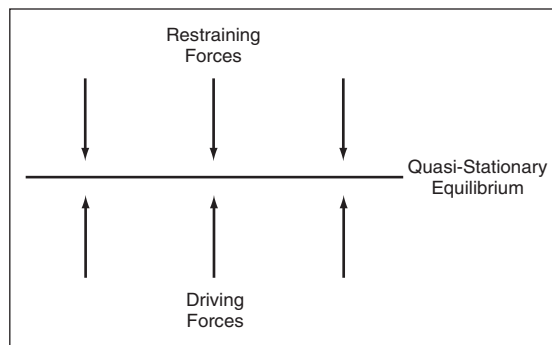 Restraining
Forces
Quasi-Stationary
Equilibrium
Driving
Forces